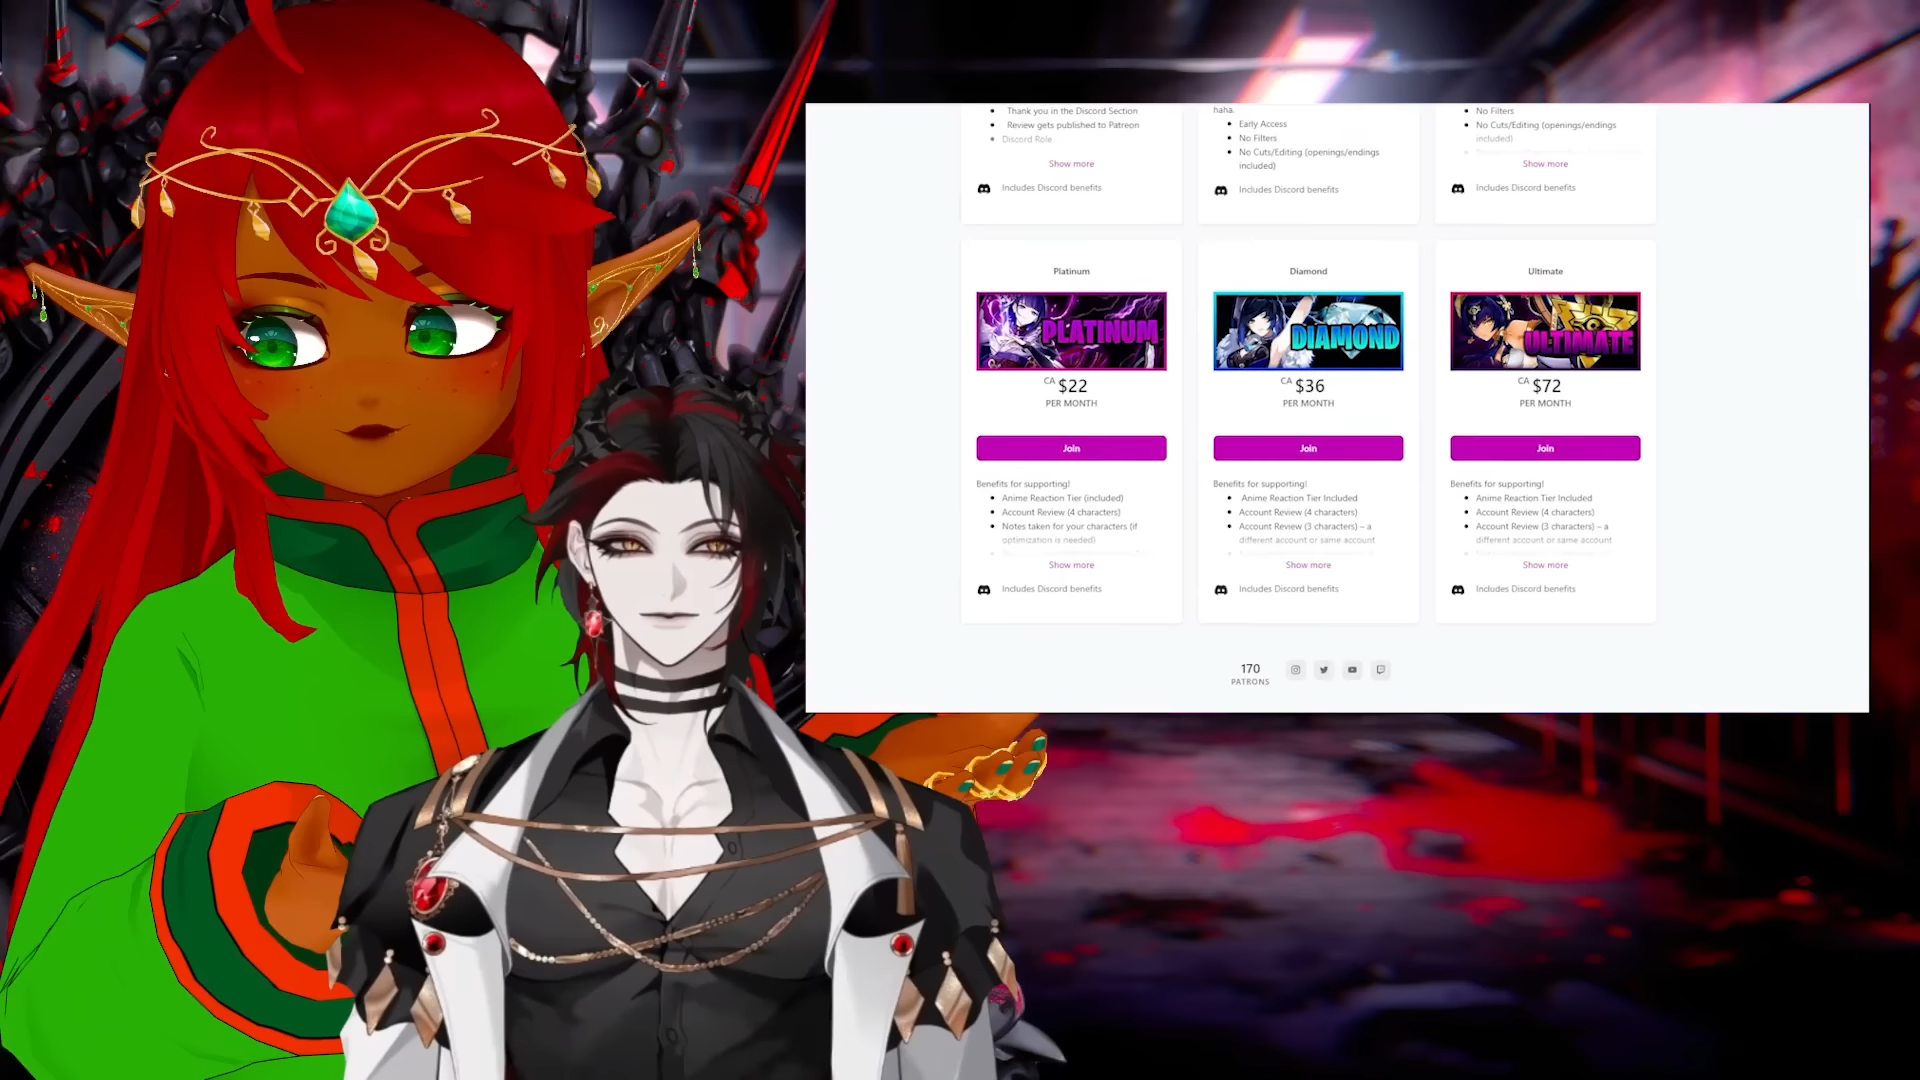 Thank you in the Discord Section
Review gets published to Patreon
Discord Role
Show more
Includes Discord benefits
haha.
Early Access
No Filters
No Cuts/Editing (openings/endings
included)
Includes Discord benefits
No Filters
No Cuts/Editing (openings/endings
included)
Show more
Includes Discord benefits
Platinum
PLATINUM
CA $22
PER MONTH
Join
Benefits for supporting!
Anime Reaction Tier (included)
Account Review (4 characters)
Notes taken for your characters (if
optimization is needed)
Show more
Includes Discord benefits
Diamond
DIAMOND
CA $36
PER MONTH
Join
Benefits for supporting!
Anime Reaction Tier Included
Account Review (4 characters)
Account Review (3 characters) – a
different account or same account
Show more
Includes Discord benefits
Ultimate
ULTIMATE
CA $72
PER MONTH
Join
Benefits for supporting!
Anime Reaction Tier Included
Account Review (4 characters)
Account Review (3 characters) – a
different account or same account
Show more
Includes Discord benefits
170
PATRONS